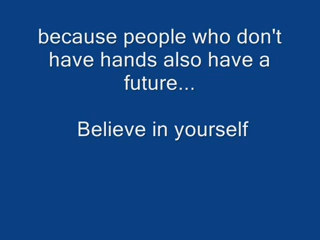 because people who don't
have hands also have a
future...
Believe in yourself